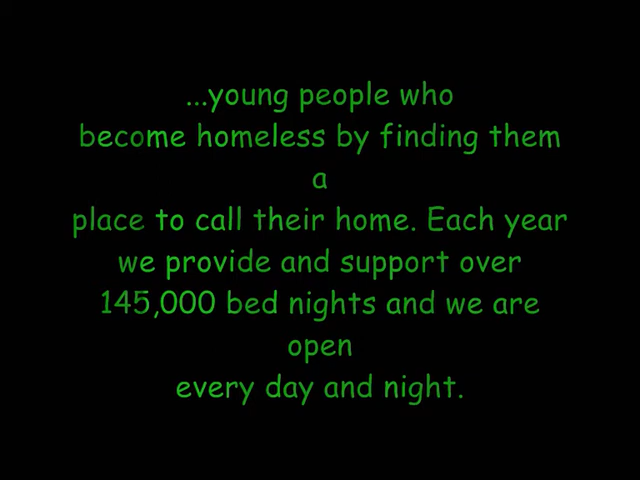 ...young people who
become homeless by finding them
a
place to call their home. Each year
we provide and support over
145,000 bed nights and we are
open
every day and night.